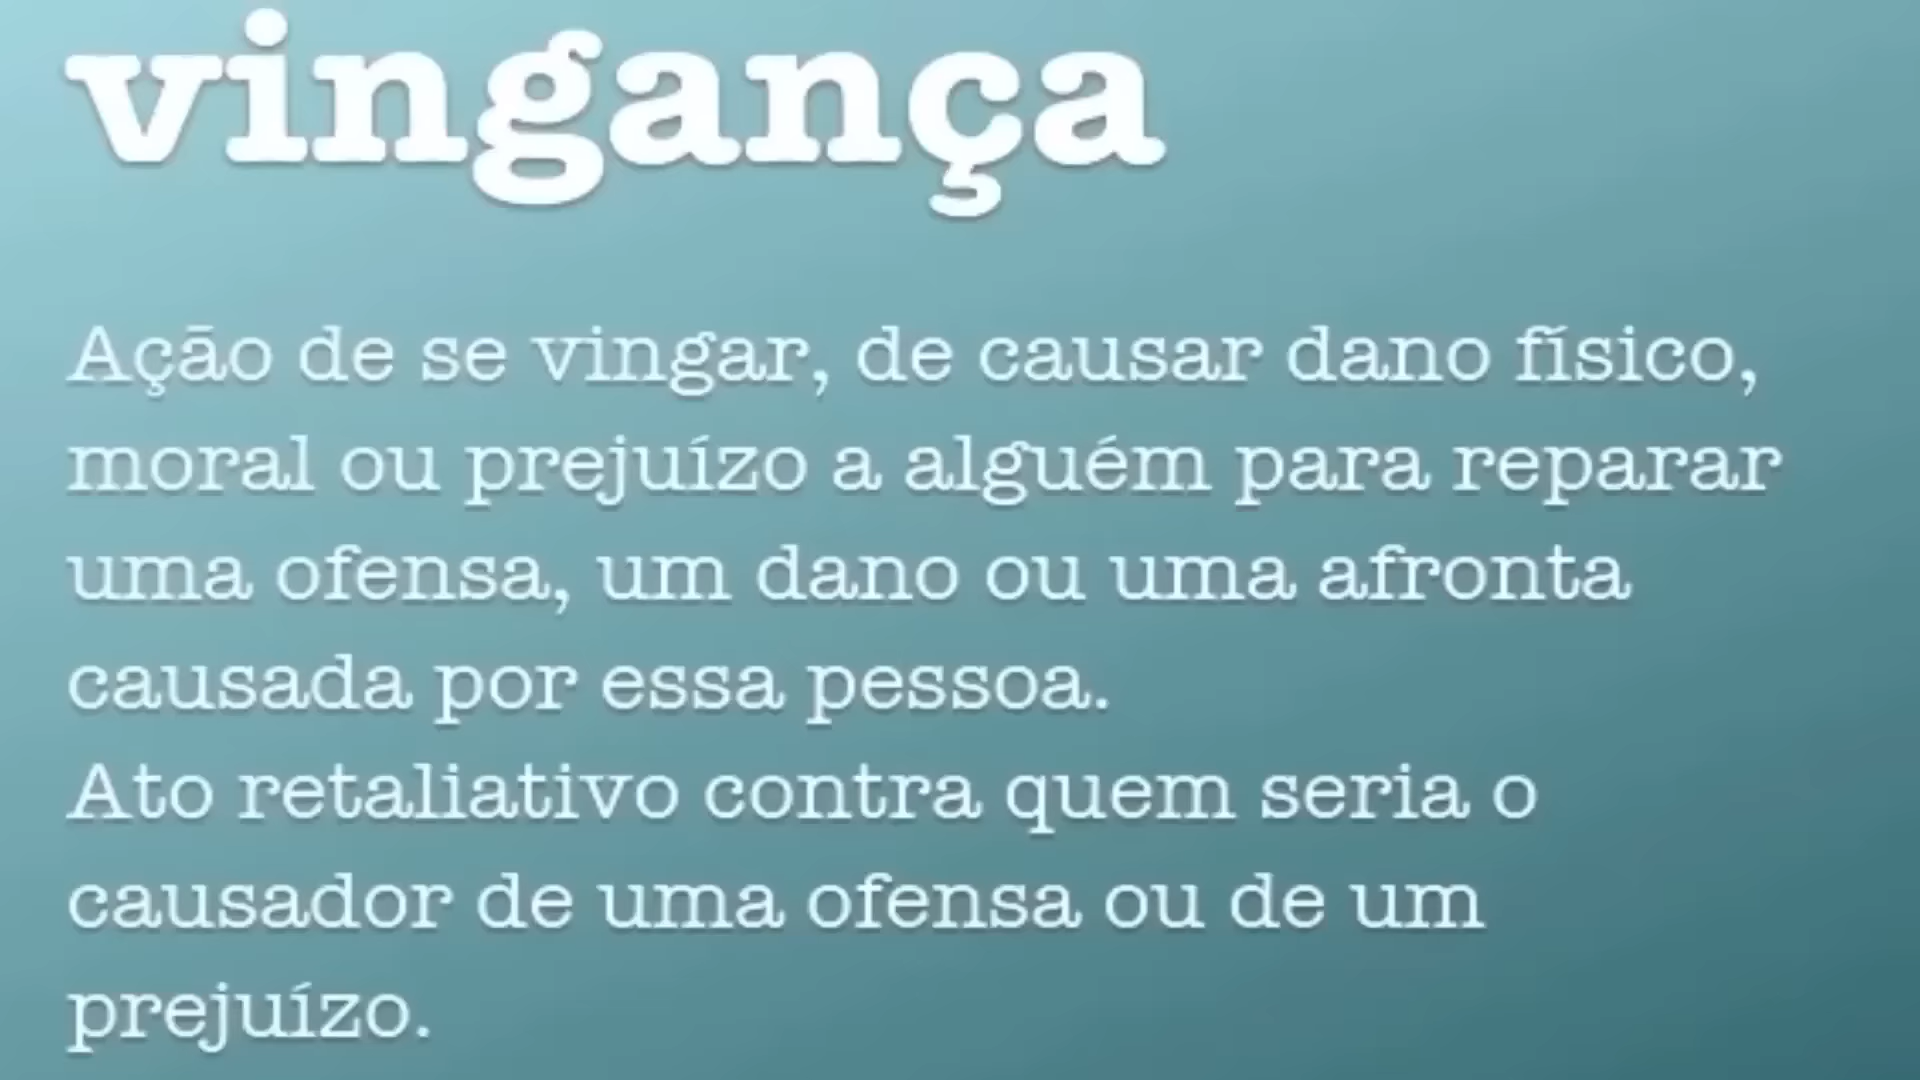 vingança
Ação de se vingar, de causar dano físico,
moral ou prejuízo a alguém para reparar
uma ofensa, um dano ou uma afronta
causada por essa pessoa.
Ato retaliativo contra quem seria o
causador de uma ofensa ou de um
prejuízo.